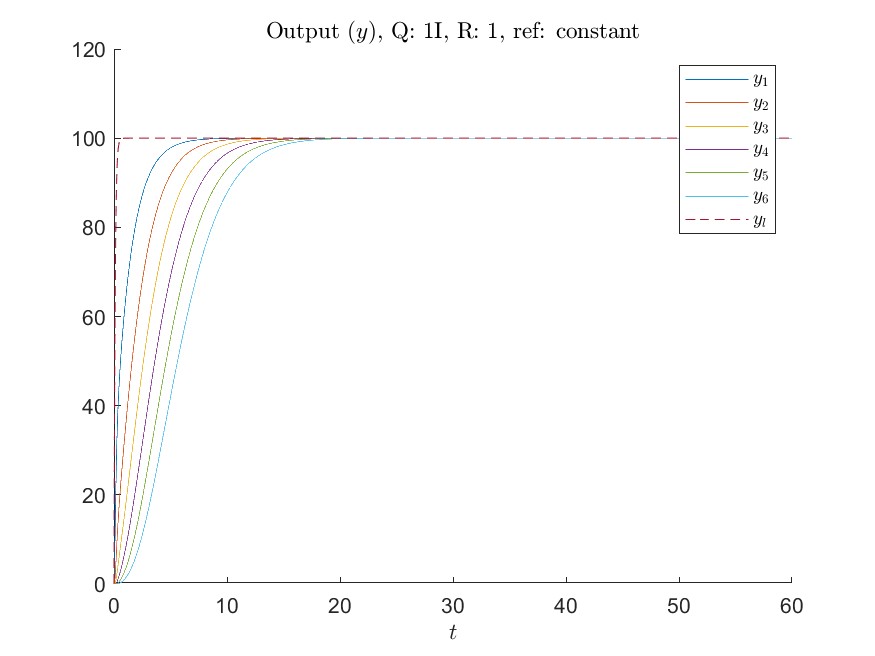 Output (y), Q: 1I, R: 1, ref: constant
120
100
80
60
40
20
0
y₁
y₂
y₃
y₄
y₅
y₆
yₗ
0 10 20 30 40 50 60
t